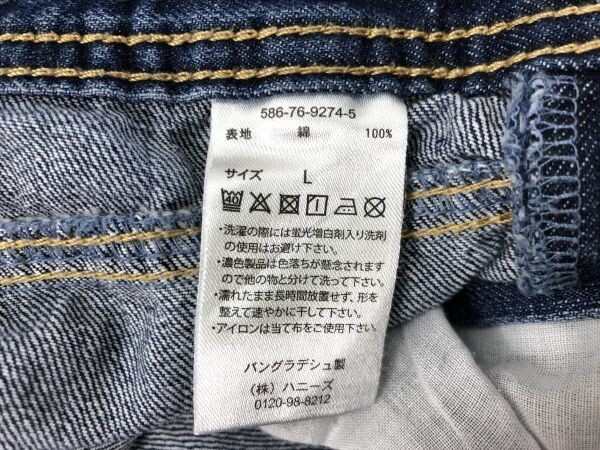 586-76-9274-5
表地 綿 100%
サイズ L
40
・洗濯の際には蛍光増白剤入り洗剤
の使用はお避け下さい。
・濃色製品は色落ちが懸念されます
ので他の物と分けて洗って下さい。
・濡れたまま長時間放置せず、形を
整えて速やかに干して下さい。
・アイロンは当て布をご使用下さい。
バングラデシュ製
(株) ハニーズ
0120-98-8212